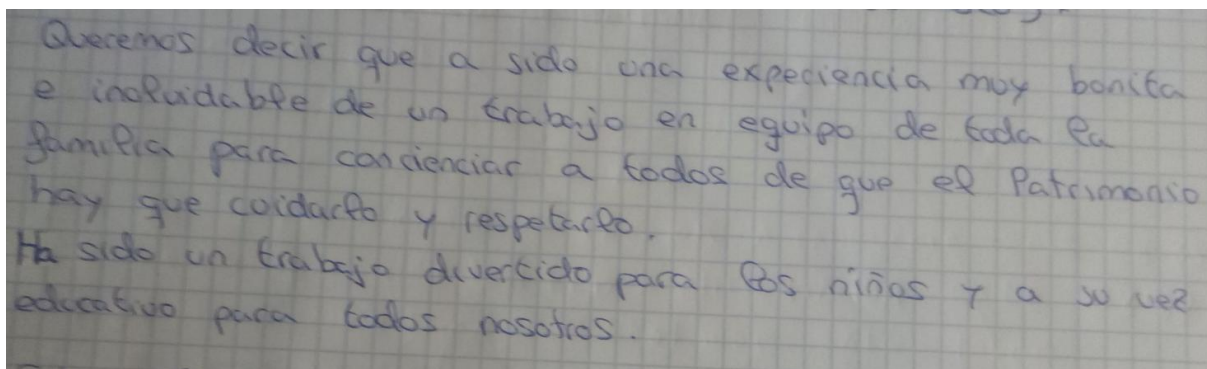 Queremos decir que a sido una experiencia muy bonita
e inolvidable de un trabajo en equipo de toda la
familia para concienciar a todos de que el Patrimonio
hay que cuidarlo y respetarlo.
Ha sido un trabajo divertido para los niños y a su vez
educativo para todos nosotros.